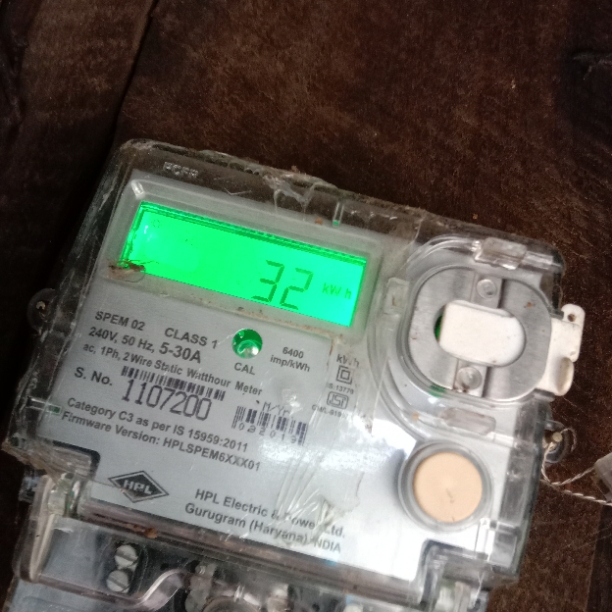 32 kWh
SPEM 02 CLASS 1
240V, 50 Hz, 5-30A
CAL
6400
imp/kWh
ac, 1Ph, 2 Wire Static Watthour Meter
S. No.
1107200
Category C3 as per IS 15959:2011
Firmware Version: HPLSPEM6XXX01
HPL
HPL Electric & Power Ltd.
Gurugram (Haryana) INDIA